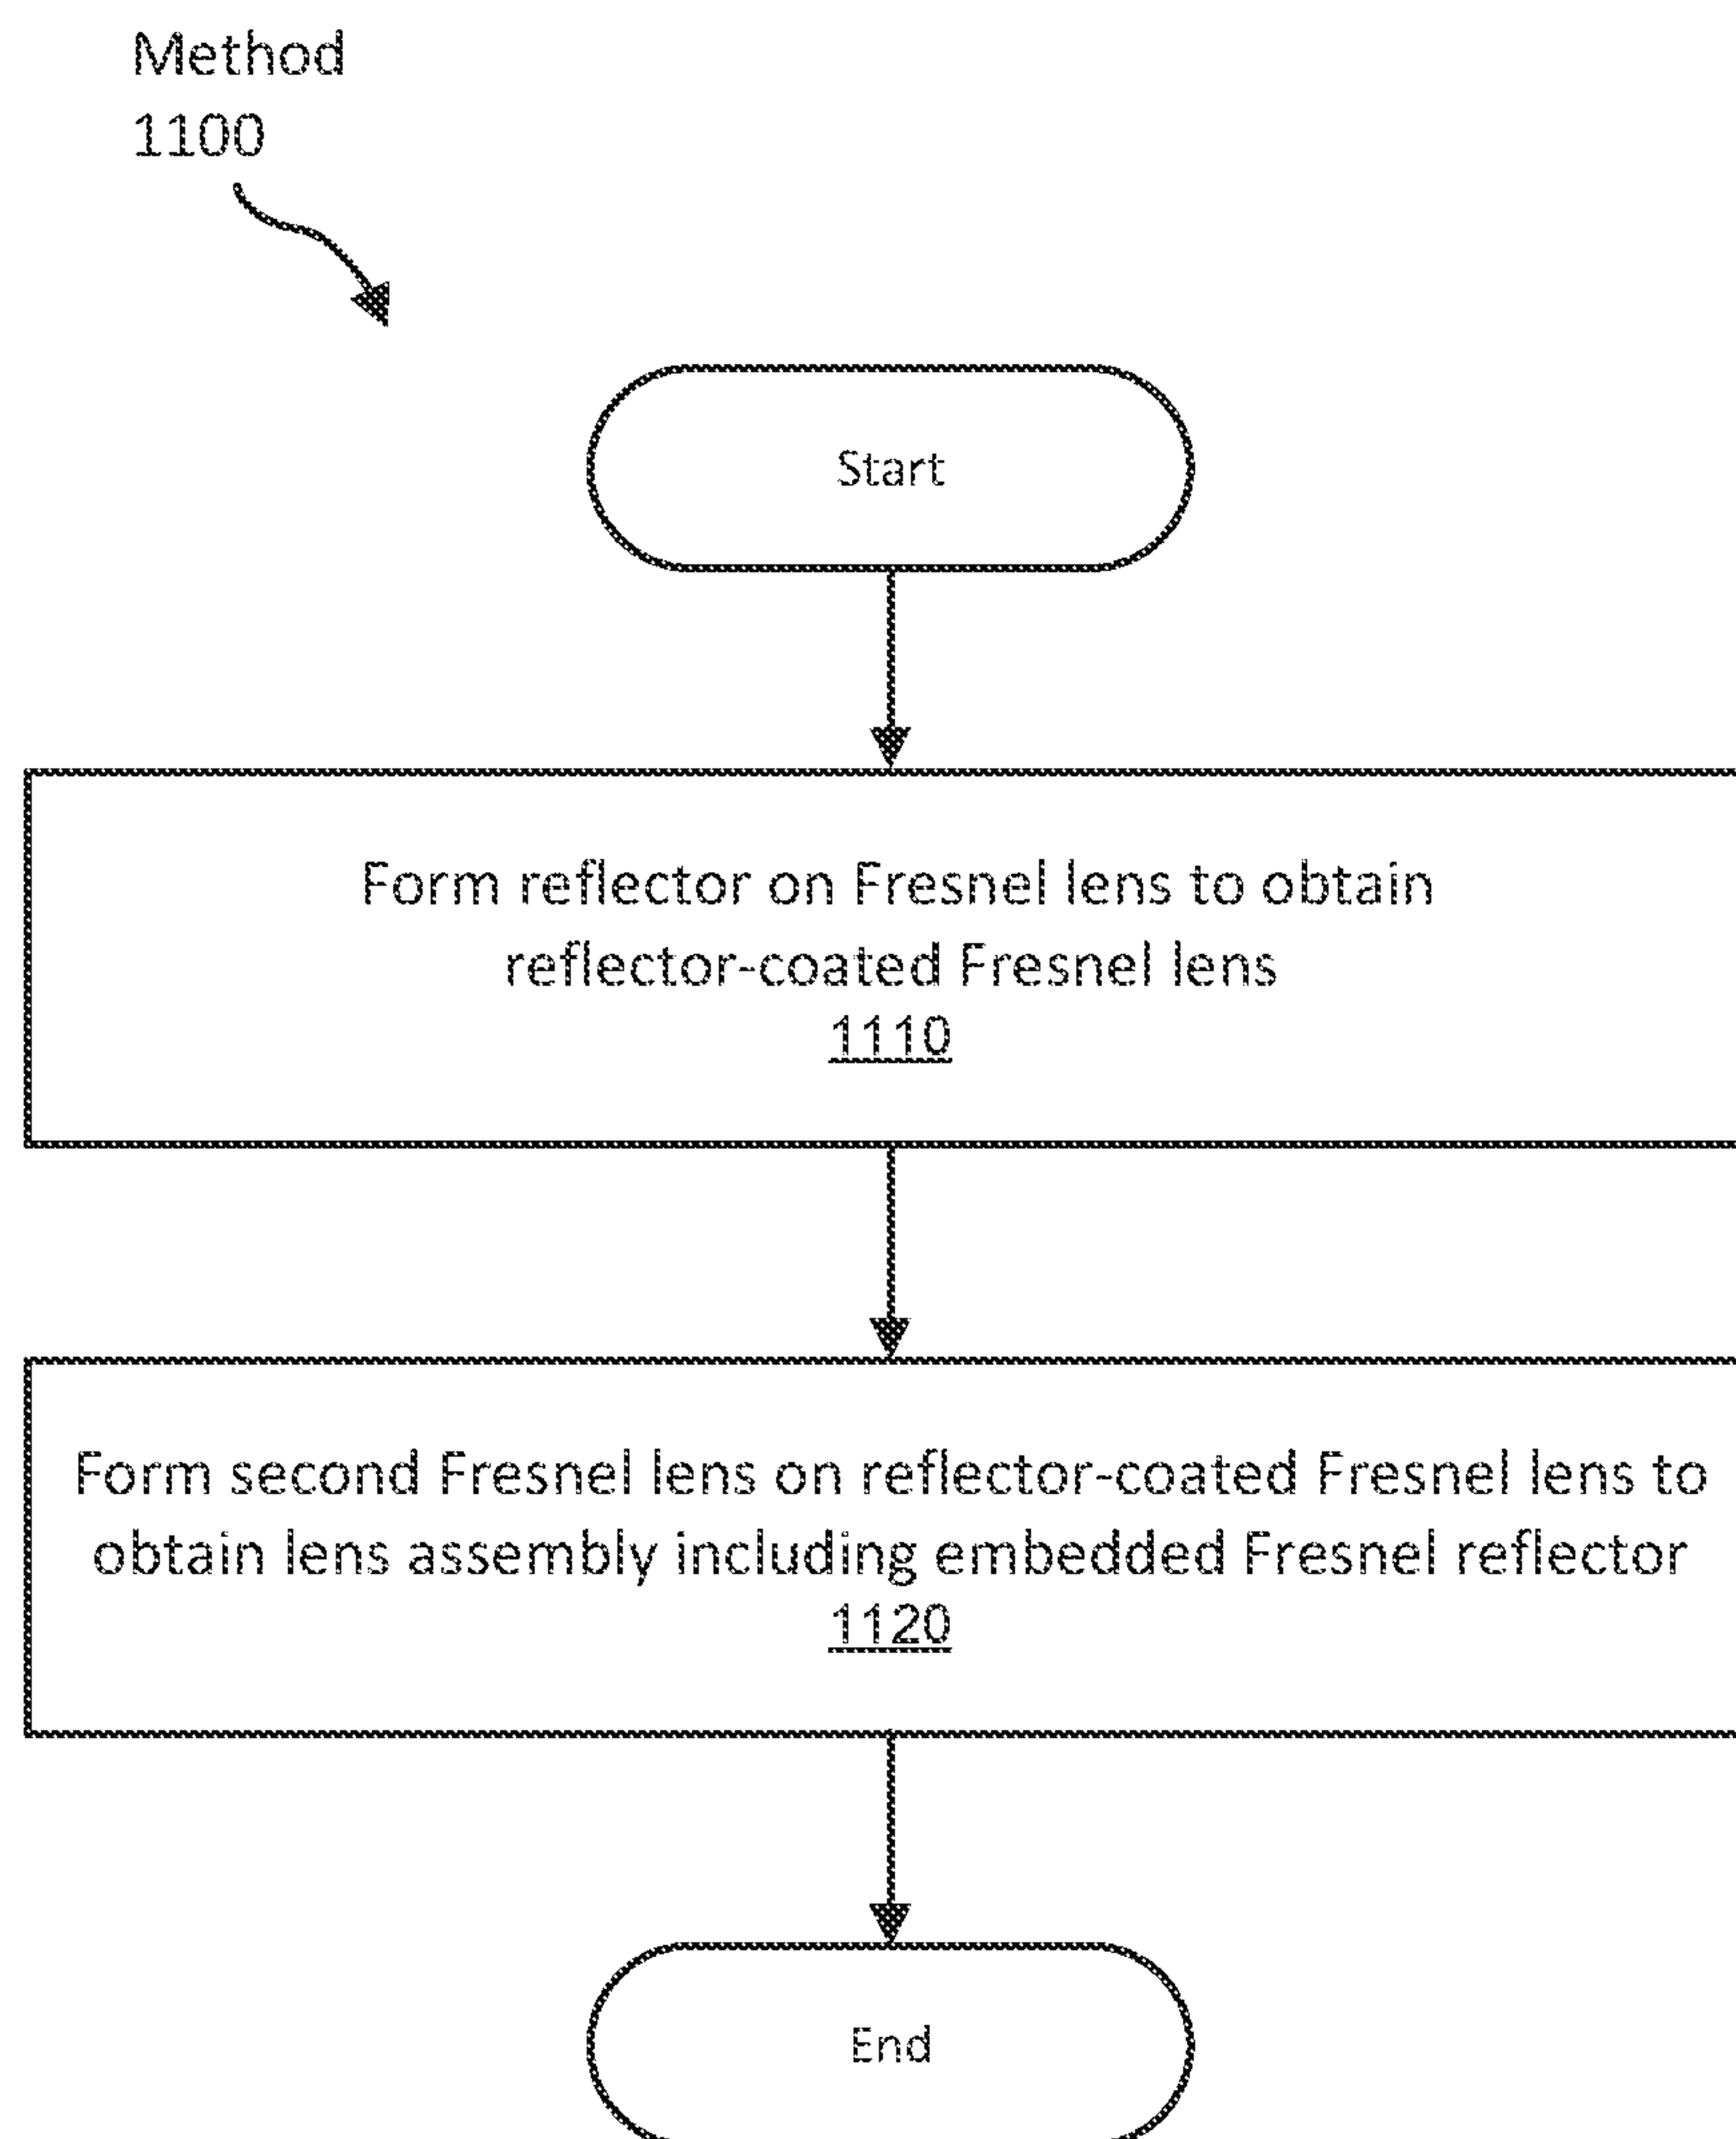 Method
1100
Start
Form reflector on Fresnel lens to obtain
reflector-coated Fresnel lens
1110
Form second Fresnel lens on reflector-coated Fresnel lens to
obtain lens assembly including embedded Fresnel reflector
1120
End